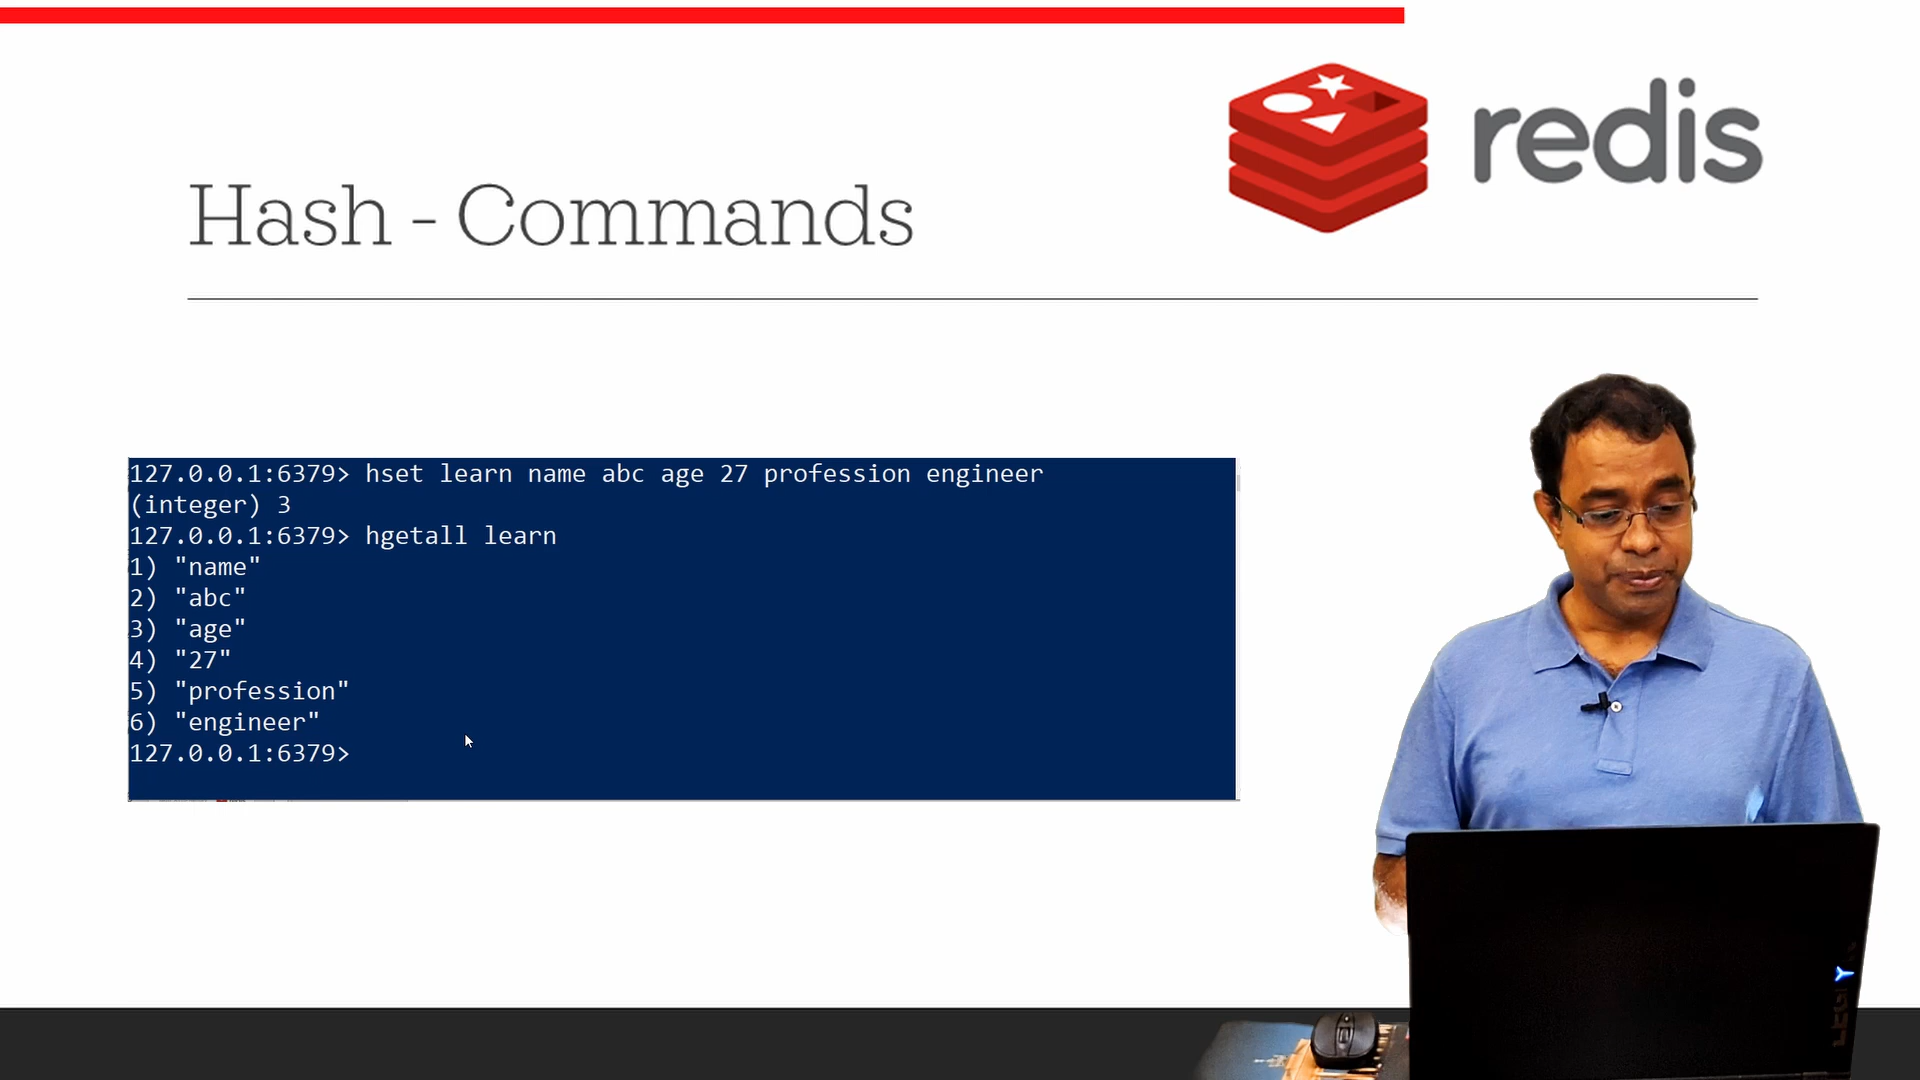 redis
Hash - Commands
127.0.0.1:6379> hset learn name abc age 27 profession engineer
(integer) 3
127.0.0.1:6379> hgetall learn
1) "name"
2) "abc"
3) "age"
4) "27"
5) "profession"
6) "engineer"
127.0.0.1:6379>